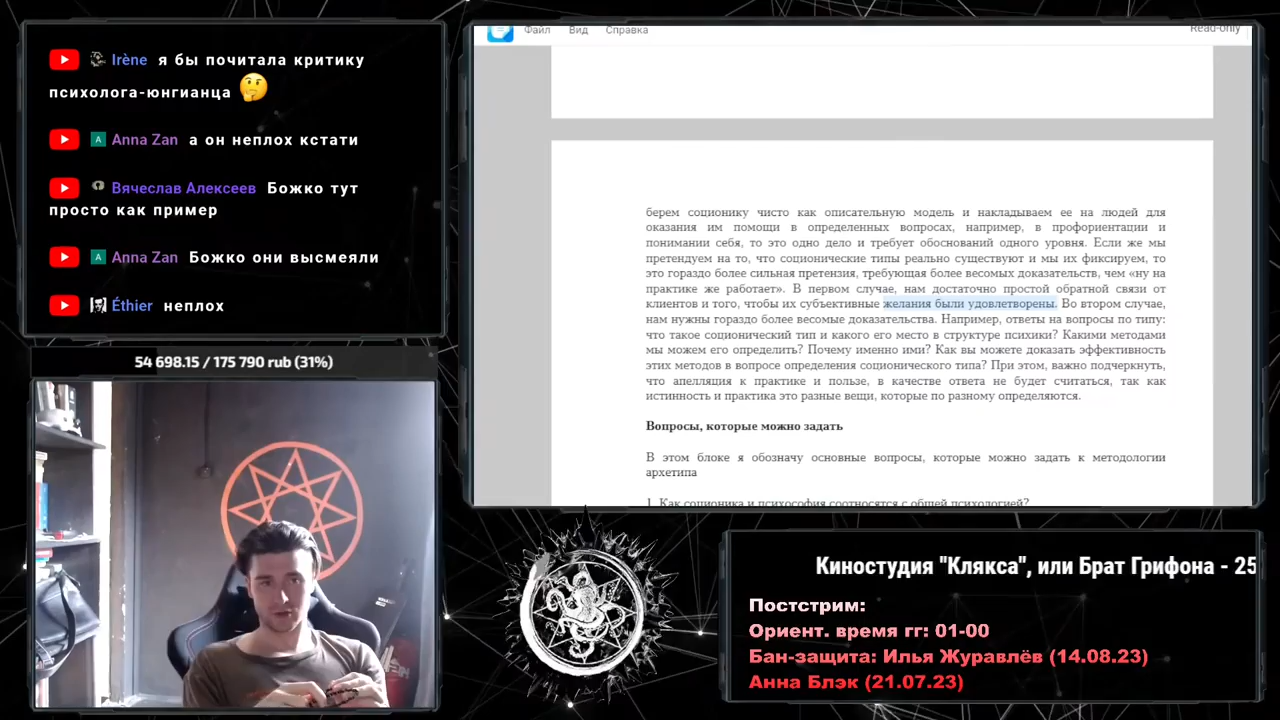 Irène я бы почитала критику
психолога-юнгианца 🤔
A Anna Zan а он неплох кстати
Вячеслав Алексеев Божко тут
просто как пример
A Anna Zan Божко они высмеяли
Éthier неплох
54 698.15 / 175 790 rub (31%)
Файл Вид Справка Read-only
берем соционику чисто как описательную модель и накладываем ее на людей для
оказания им помощи в определенных вопросах, например, в профориентации и
понимании себя, то это одно дело и требует обоснований одного уровня. Если же мы
претендуем на то, что соционические типы реально существуют и мы их фиксируем, то
это гораздо более сильная претензия, требующая более весомых доказательств, чем «ну на
практике же работает». В первом случае, нам достаточно простой обратной связи от
клиентов и того, чтобы их субъективные желания были удовлетворены. Во втором случае,
нам нужны гораздо более весомые доказательства. Например, ответы на вопросы по типу:
что такое соционический тип и какого его место в структуре психики? Какими методами
мы можем его определить? Почему именно ими? Как вы можете доказать эффективность
этих методов в вопросе определения соционического типа? При этом, важно подчеркнуть,
что апелляция к практике и пользе, в качестве ответа не будет считаться, так как
истинность и практика это разные вещи, которые по разному определяются.
Вопросы, которые можно задать
В этом блоке я обозначу основные вопросы, которые можно задать к методологии
архетипа
1. Как соционика и психософия соотносятся с общей психологией?
Киностудия "Клякса", или Брат Грифона - 25
Постстрим:
Ориент. время гг: 01-00
Бан-защита: Илья Журавлёв (14.08.23)
Анна Блэк (21.07.23)